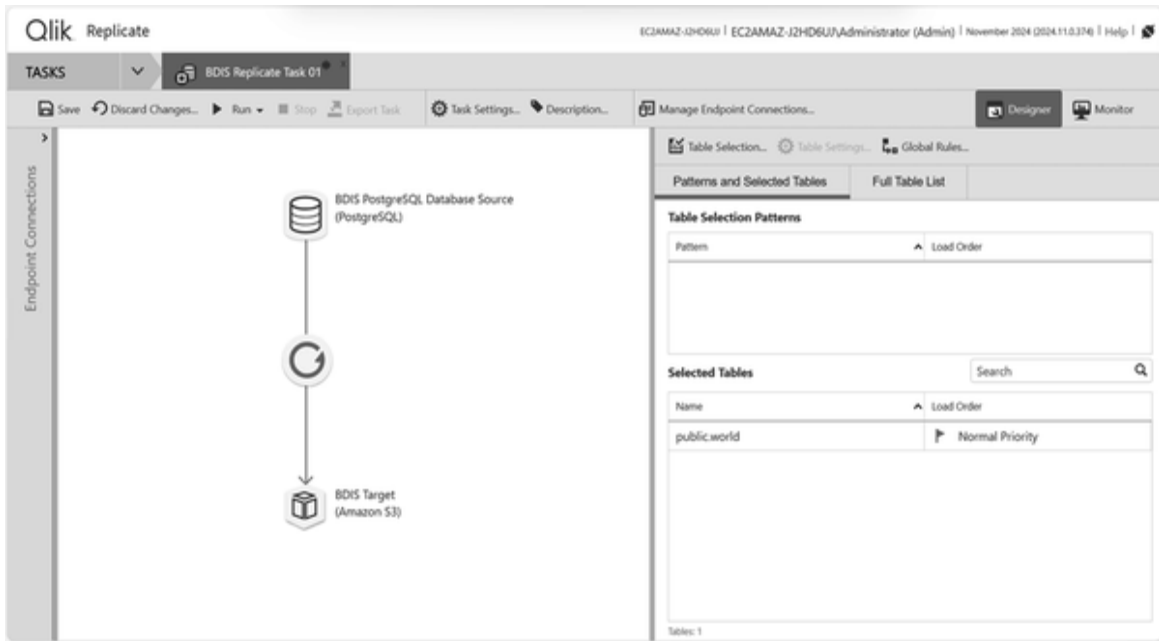 Qlik Replicate
EC2AMAZ-J2HD6UJ | EC2AMAZ-J2HD6UJ\Administrator (Admin) | November 2024 (2024.11.0.374) | Help |
TASKS
BDIS Replicate Task 01
Save Discard Changes... Run Stop Export Task Task Settings... Description... Manage Endpoint Connections... Designer Monitor
Endpoint Connections
BDIS PostgreSQL Database Source
(PostgreSQL)
BDIS Target
(Amazon S3)
Table Selection... Table Settings... Global Rules...
Patterns and Selected Tables Full Table List
Table Selection Patterns
Pattern Load Order
Selected Tables Search
Name Load Order
public.world Normal Priority
Tables: 1